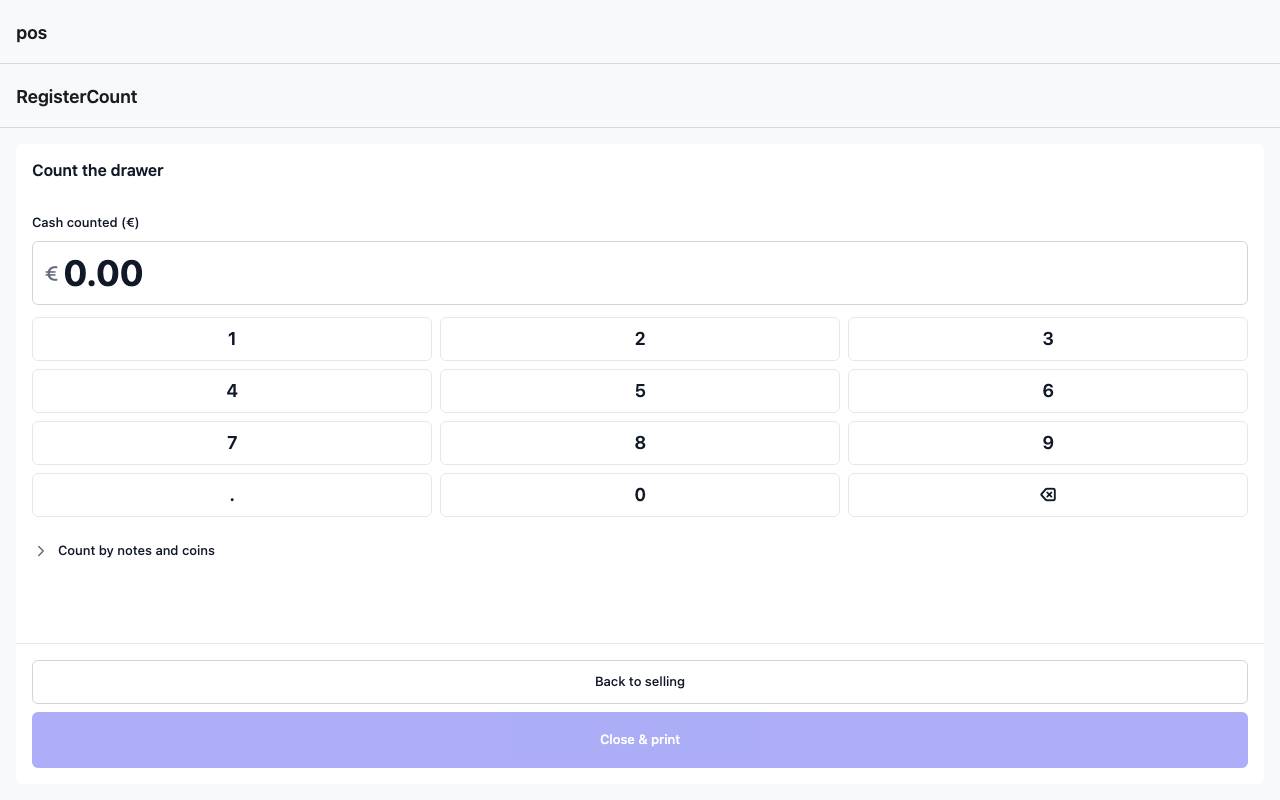 pos
RegisterCount
Count the drawer
Cash counted (€)
€ 0.00
1 2 3
4 5 6
7 8 9
. 0
Count by notes and coins
Back to selling
Close & print